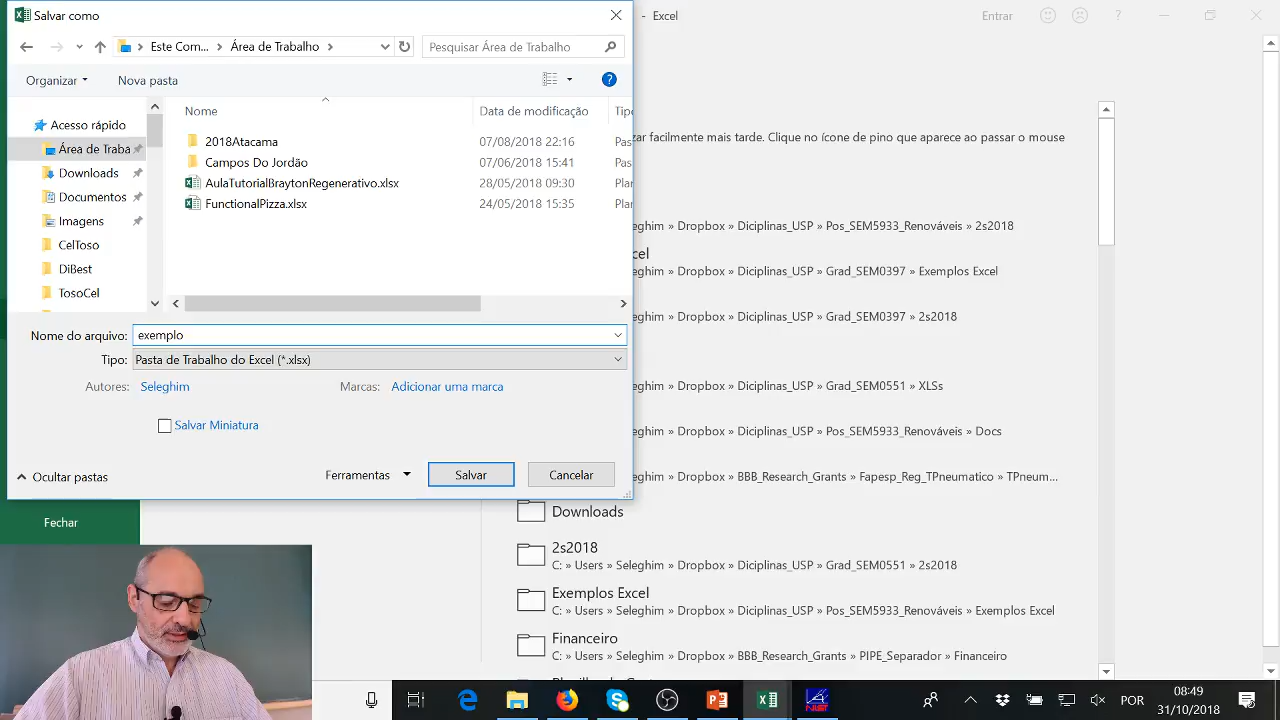 Salvar como
- Excel
Entrar
?
Este Com... > Área de Trabalho >
Pesquisar Área de Trabalho
Organizar
Nova pasta
?
Nome
Data de modificação
Tipo
Acesso rápido
Área de Traba
Downloads
Documentos
Imagens
CelToso
DiBest
TosoCel
2018Atacama 07/08/2018 22:16 Pas
Campos Do Jordão 07/06/2018 15:41 Pas
AulaTutorialBraytonRegenerativo.xlsx 28/05/2018 09:30 Plar
FunctionalPizza.xlsx 24/05/2018 15:35 Plar
Nome do arquivo: exemplo
Tipo: Pasta de Trabalho do Excel (*.xlsx)
Autores: Seleghim
Marcas: Adicionar uma marca
Salvar Miniatura
Ocultar pastas
Ferramentas
Salvar
Cancelar
Fechar
zar facilmente mais tarde. Clique no ícone de pino que aparece ao passar o mouse
eghim » Dropbox » Diciplinas_USP » Pos_SEM5933_Renováveis » 2s2018
cel
eghim » Dropbox » Diciplinas_USP » Grad_SEM0397 » Exemplos Excel
eghim » Dropbox » Diciplinas_USP » Grad_SEM0397 » 2s2018
eghim » Dropbox » Diciplinas_USP » Grad_SEM0551 » XLSs
eghim » Dropbox » Diciplinas_USP » Pos_SEM5933_Renováveis » Docs
eghim » Dropbox » BBB_Research_Grants » Fapesp_Reg_TPneumatico » TPneum...
Downloads
2s2018
C: » Users » Seleghim » Dropbox » Diciplinas_USP » Grad_SEM0551 » 2s2018
Exemplos Excel
C: » Users » Seleghim » Dropbox » Diciplinas_USP » Pos_SEM5933_Renováveis » Exemplos Excel
Financeiro
C: » Users » Seleghim » Dropbox » BBB_Research_Grants » PIPE_Separador » Financeiro
POR
08:49
31/10/2018